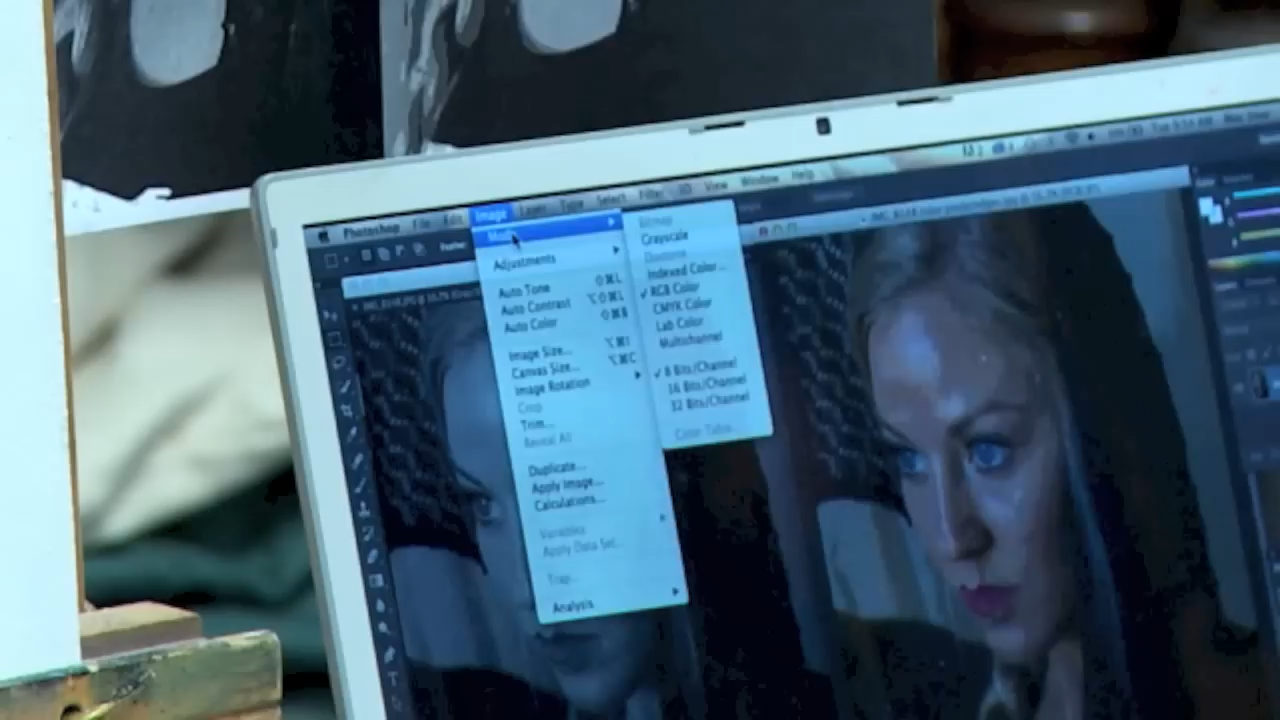 Photoshop File Edit Image Layer Type Select Filter 3D View Window Help
Mode
Adjustments
Auto Tone ⇧⌘L
Auto Contrast ⌥⇧⌘L
Auto Color ⇧⌘B
Image Size... ⌥⌘I
Canvas Size... ⌥⌘C
Image Rotation
Crop
Trim...
Reveal All
Duplicate...
Apply Image...
Calculations...
Variables
Apply Data Set...
Trap...
Analysis
Bitmap
Grayscale
Duotone
Indexed Color...
✓ RGB Color
CMYK Color
Lab Color
Multichannel
✓ 8 Bits/Channel
16 Bits/Channel
32 Bits/Channel
Color Table...
Feather